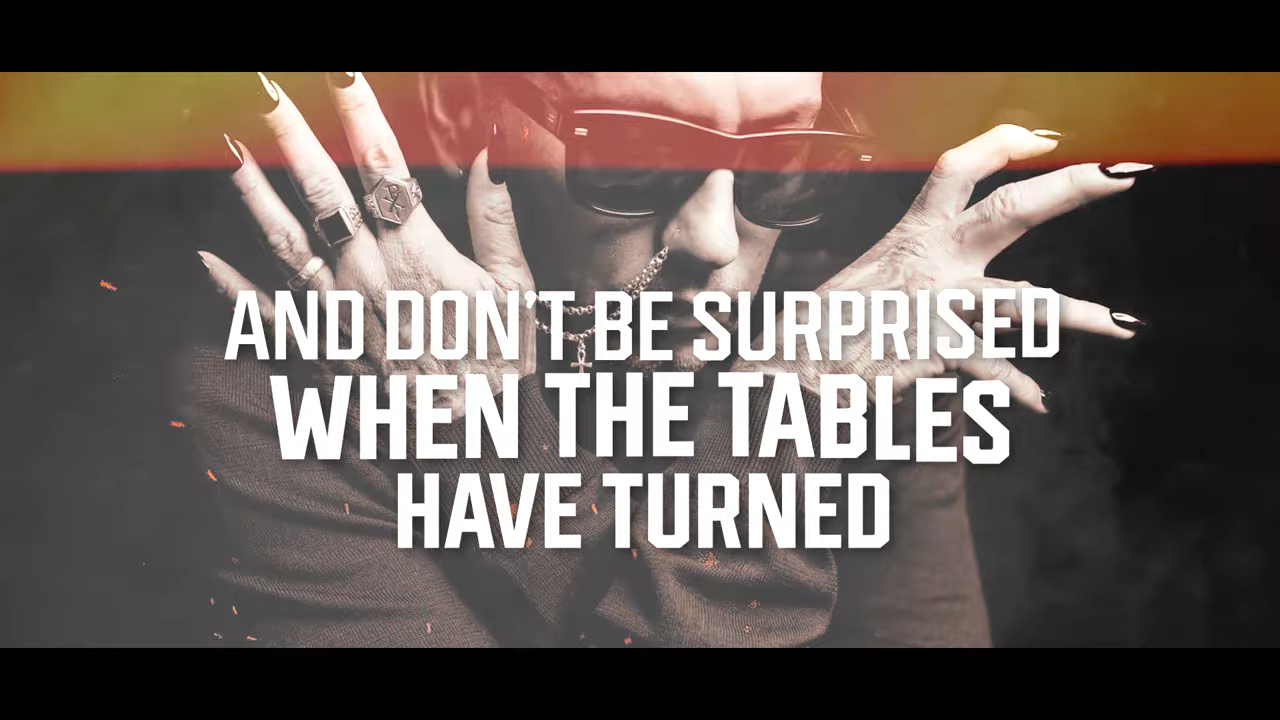 AND DON'T BE SURPRISED
WHEN THE TABLES
HAVE TURNED